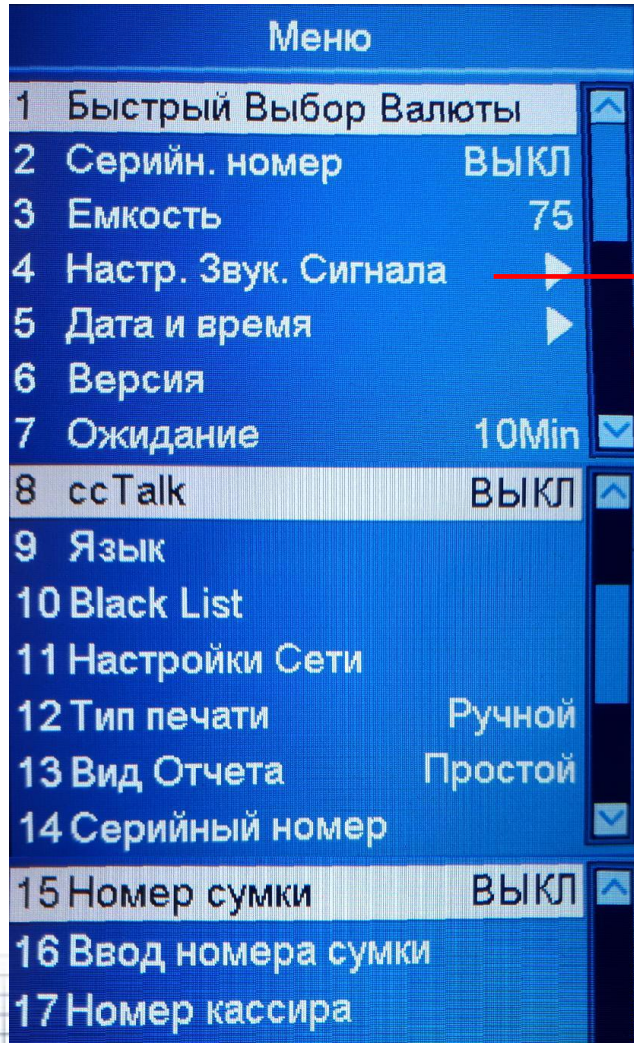 Меню
1 Быстрый Выбор Валюты
2 Серийн. номер ВЫКЛ
3 Емкость 75
4 Настр. Звук. Сигнала
5 Дата и время
6 Версия
7 Ожидание 10Min
8 ccTalk ВЫКЛ
9 Язык
10 Black List
11 Настройки Сети
12 Тип печати Ручной
13 Вид Отчета Простой
14 Серийный номер
15 Номер сумки ВЫКЛ
16 Ввод номера сумки
17 Номер кассира